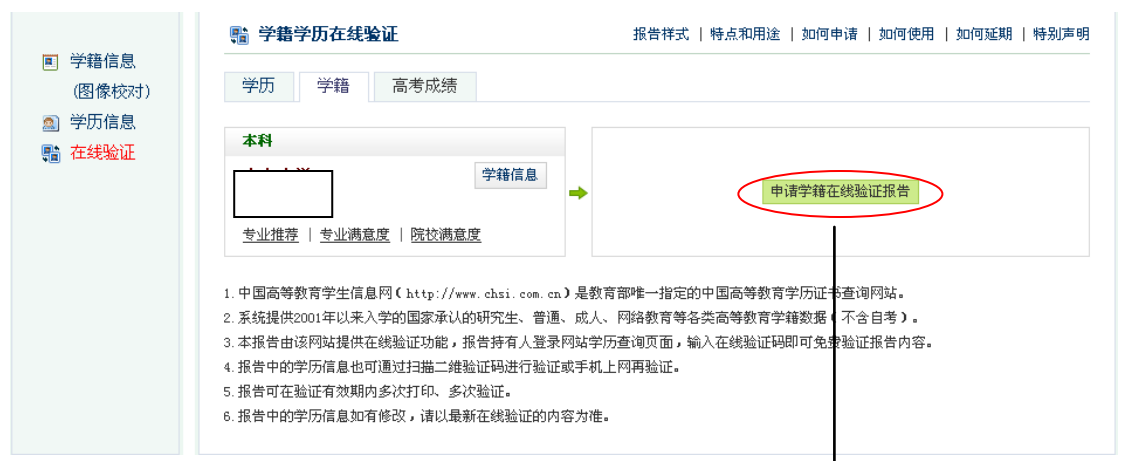 学籍学历在线验证
报告样式 | 特点和用途 | 如何申请 | 如何使用 | 如何延期 | 特别声明
学籍信息
(图像校对)
学历信息
在线验证
学历 学籍 高考成绩
本科
学籍信息
专业推荐 | 专业满意度 | 院校满意度
申请学籍在线验证报告
1. 中国高等教育学生信息网(http://www.chsi.com.cn)是教育部唯一指定的中国高等教育学历证书查询网站。
2. 系统提供2001年以来入学的国家承认的研究生、普通、成人、网络教育等各类高等教育学籍数据(不含自考)。
3. 本报告由该网站提供在线验证功能，报告持有人登录网站学历查询页面，输入在线验证码即可免费验证报告内容。
4. 报告中的学历信息也可通过扫描二维验证码进行验证或手机上网再验证。
5. 报告可在验证有效期内多次打印、多次验证。
6. 报告中的学历信息如有修改，请以最新在线验证的内容为准。